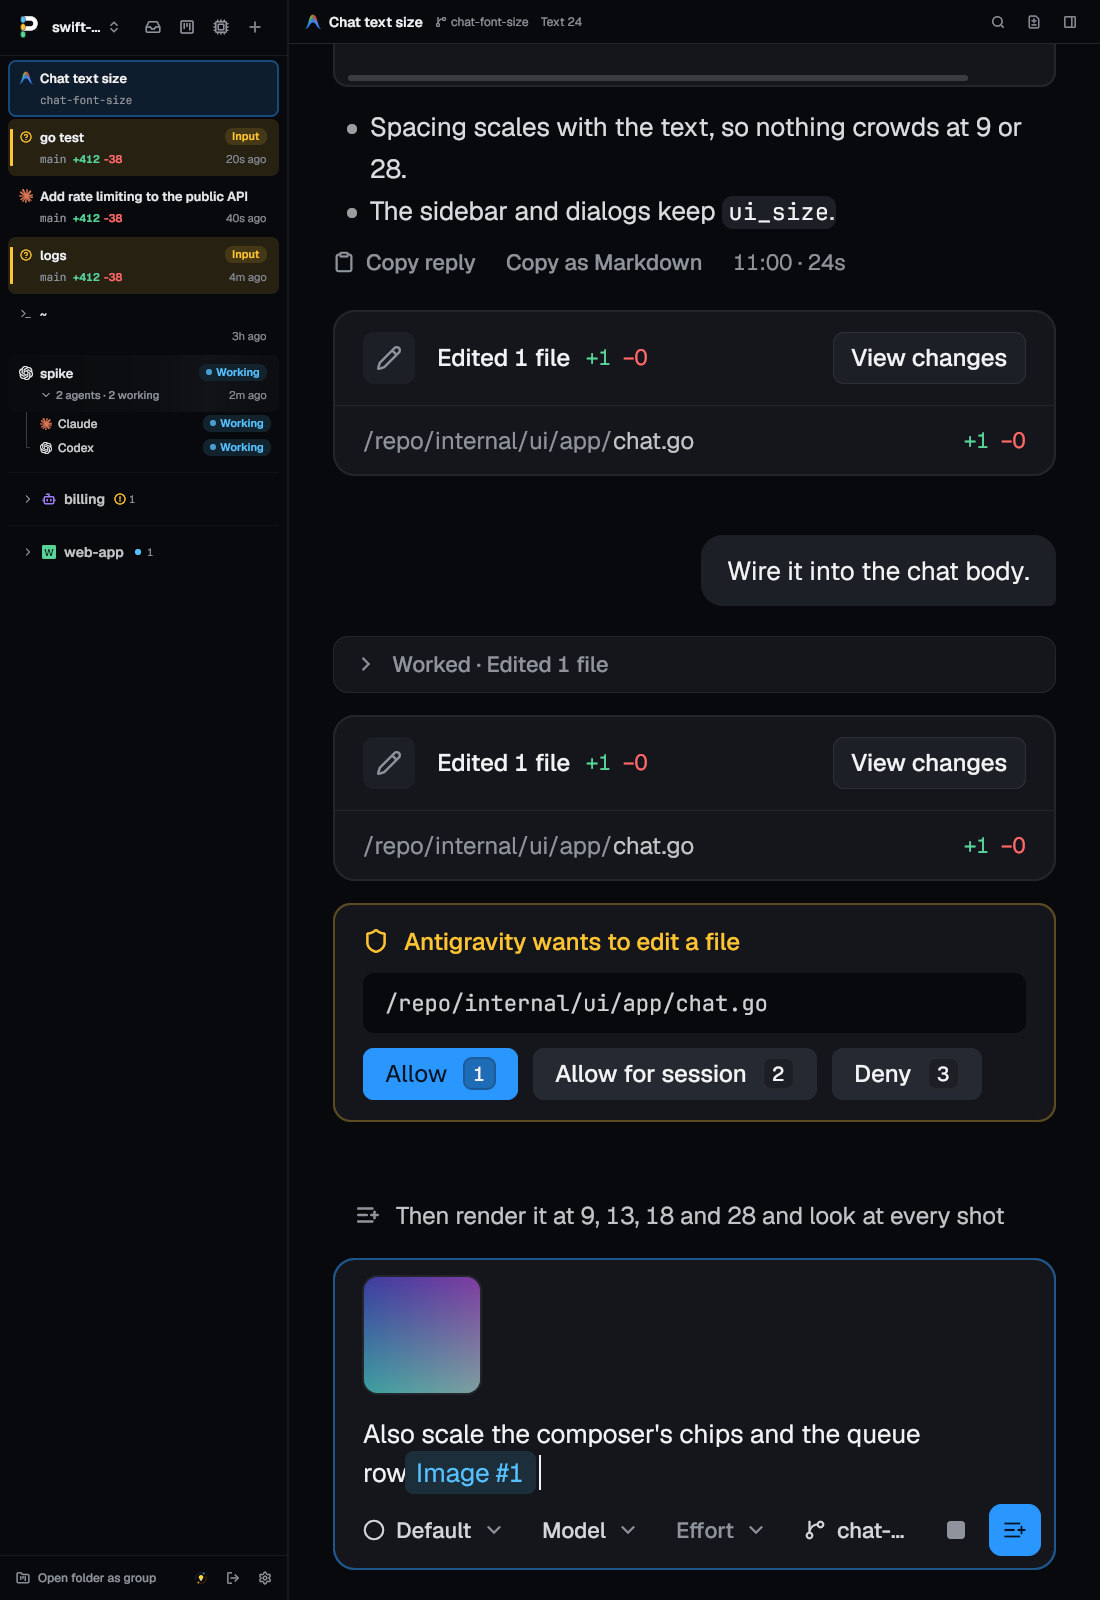 swift-...
Chat text size
chat-font-size
go test
Input
main +412 -38
20s ago
Add rate limiting to the public API
main +412 -38
40s ago
logs
Input
main +412 -38
4m ago
~
3h ago
spike
Working
2 agents · 2 working
2m ago
Claude
Working
Codex
Working
billing
1
W
web-app
1
Open folder as group
Chat text size
chat-font-size
Text 24
Spacing scales with the text, so nothing crowds at 9 or
28.
The sidebar and dialogs keep ui_size.
Copy reply
Copy as Markdown
11:00 · 24s
Edited 1 file +1 −0
View changes
/repo/internal/ui/app/chat.go
+1 −0
Wire it into the chat body.
Worked · Edited 1 file
Edited 1 file +1 −0
View changes
/repo/internal/ui/app/chat.go
+1 −0
Antigravity wants to edit a file
/repo/internal/ui/app/chat.go
Allow 1
Allow for session 2
Deny 3
Then render it at 9, 13, 18 and 28 and look at every shot
Also scale the composer's chips and the queue
row Image #1
Default
Model
Effort
chat-...